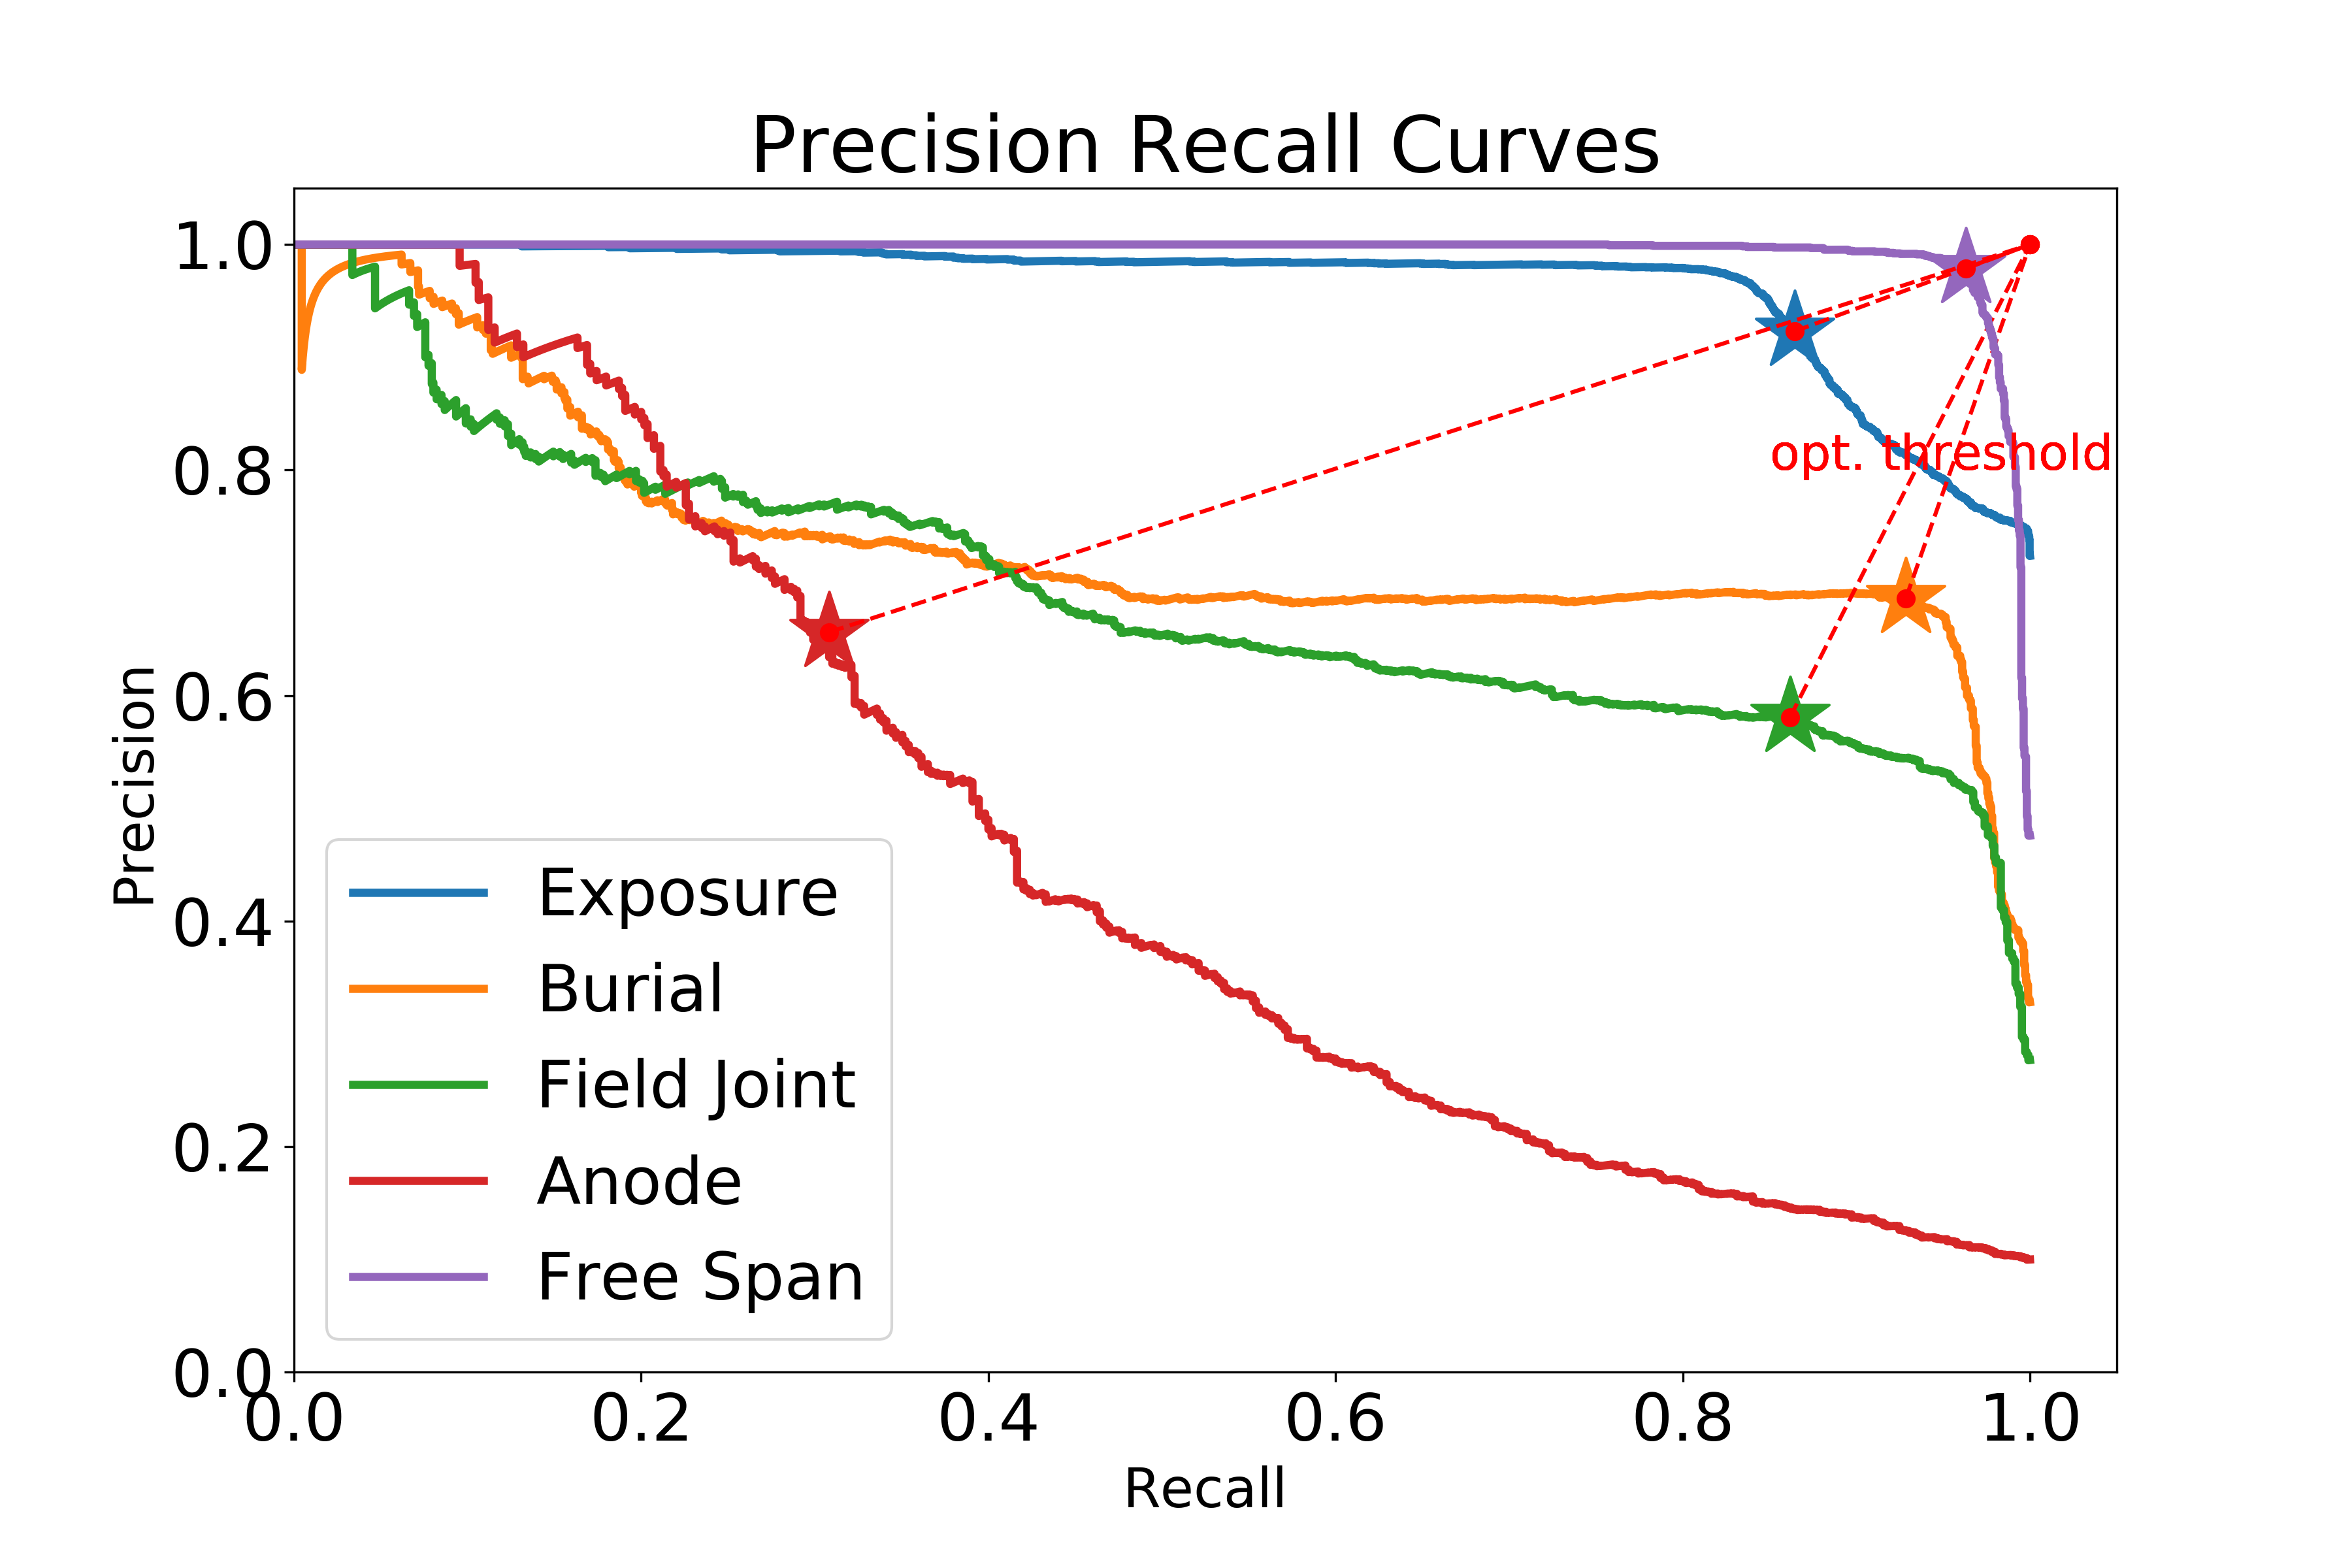 Precision Recall Curves
1.0
0.8
0.6
0.4
0.2
0.0
Precision
opt. threshold
Exposure
Burial
Field Joint
Anode
Free Span
0.0 0.2 0.4 0.6 0.8 1.0
Recall